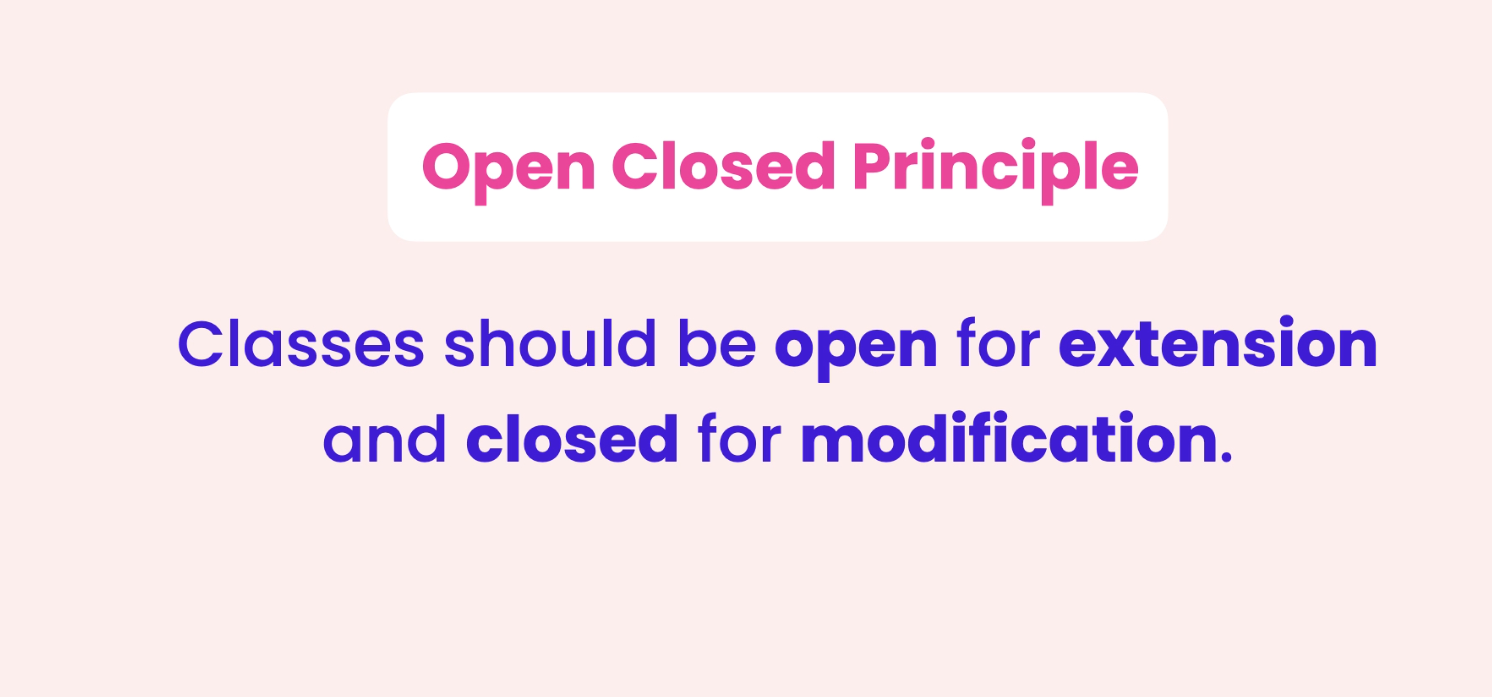 Open Closed Principle
Classes should be open for extension
and closed for modification.